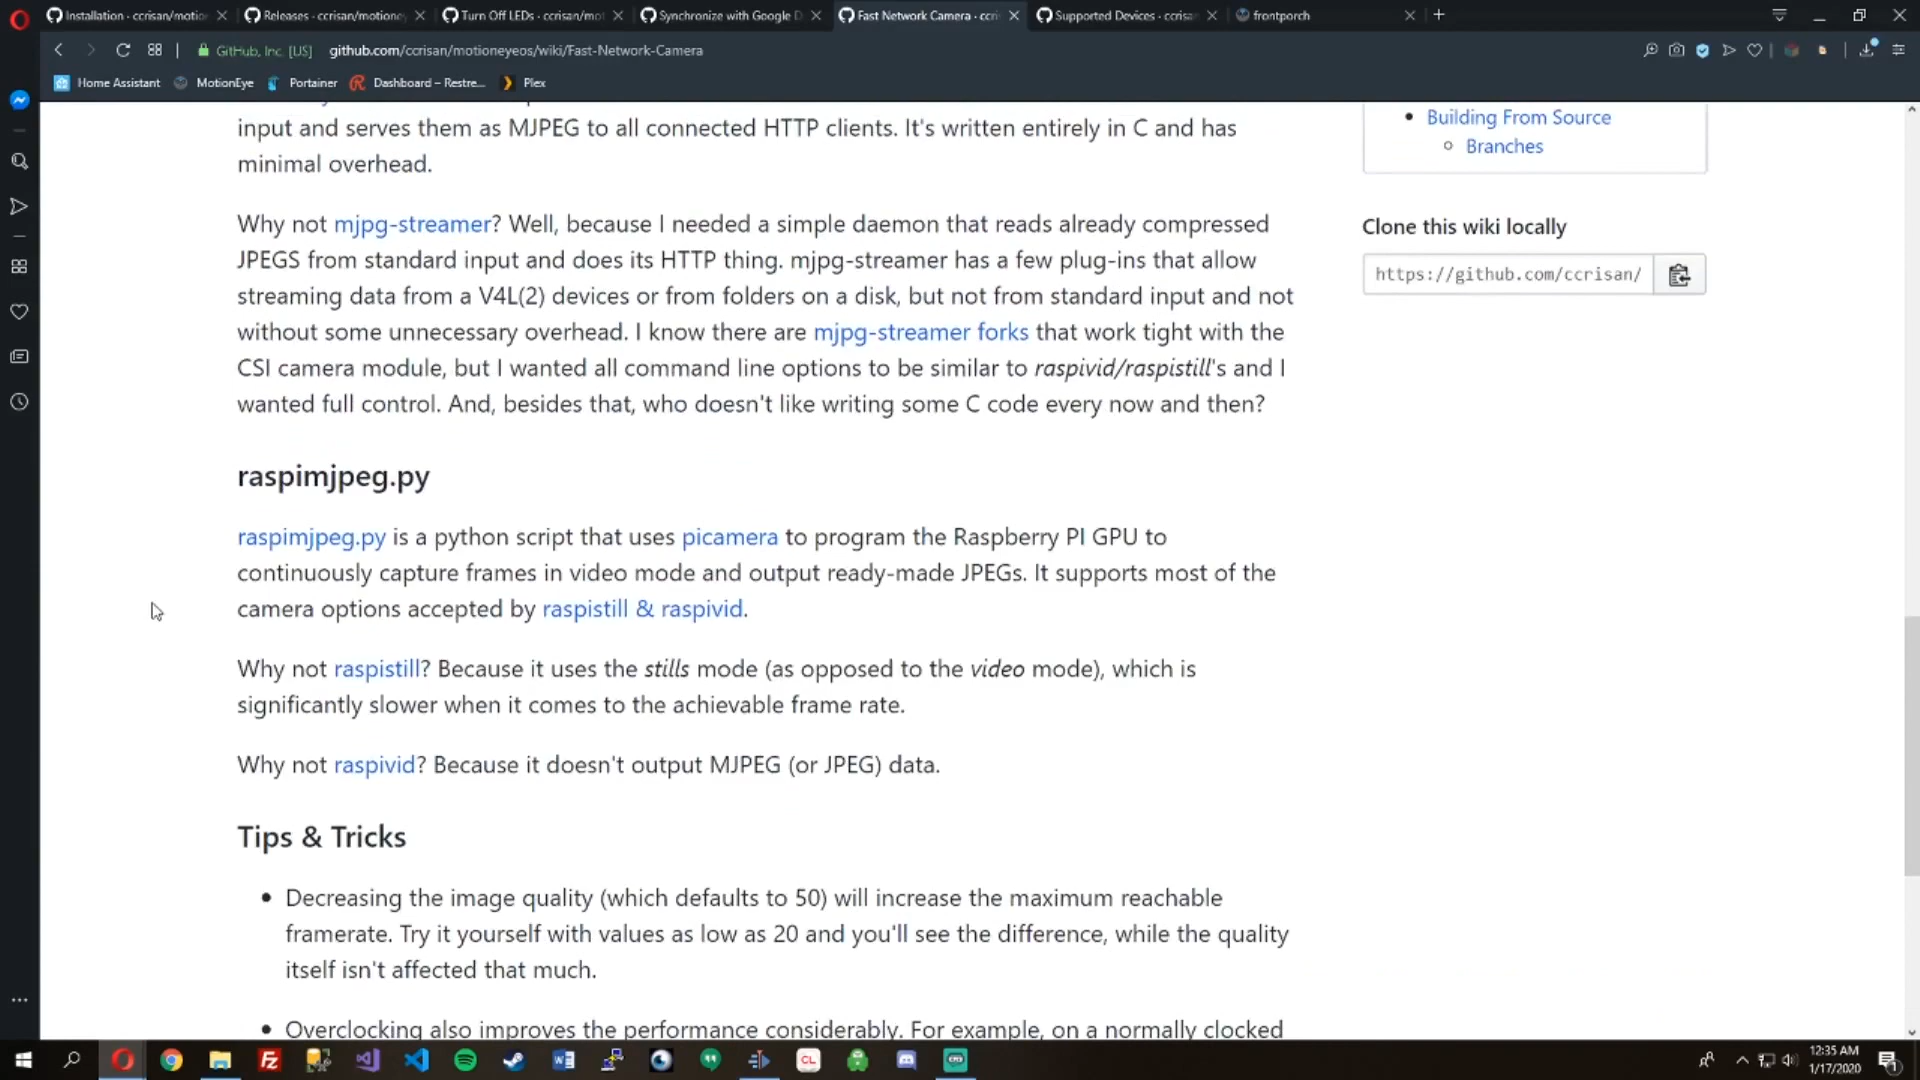 Installation · ccrisan/motio
Releases · ccrisan/motioney
Turn Off LEDs · ccrisan/mot
Synchronize with Google D
Fast Network Camera · ccri
Supported Devices · ccrisa
frontporch
GitHub, Inc. [US]
github.com/ccrisan/motioneyeos/wiki/Fast-Network-Camera
Home Assistant
MotionEye
Portainer
Dashboard – Restre...
Plex
input and serves them as MJPEG to all connected HTTP clients. It's written entirely in C and has
minimal overhead.
Why not mjpg-streamer? Well, because I needed a simple daemon that reads already compressed
JPEGS from standard input and does its HTTP thing. mjpg-streamer has a few plug-ins that allow
streaming data from a V4L(2) devices or from folders on a disk, but not from standard input and not
without some unnecessary overhead. I know there are mjpg-streamer forks that work tight with the
CSI camera module, but I wanted all command line options to be similar to raspivid/raspistill's and I
wanted full control. And, besides that, who doesn't like writing some C code every now and then?
raspimjpeg.py
raspimjpeg.py is a python script that uses picamera to program the Raspberry PI GPU to
continuously capture frames in video mode and output ready-made JPEGs. It supports most of the
camera options accepted by raspistill & raspivid.
Why not raspistill? Because it uses the stills mode (as opposed to the video mode), which is
significantly slower when it comes to the achievable frame rate.
Why not raspivid? Because it doesn't output MJPEG (or JPEG) data.
Tips & Tricks
• Decreasing the image quality (which defaults to 50) will increase the maximum reachable
framerate. Try it yourself with values as low as 20 and you'll see the difference, while the quality
itself isn't affected that much.
• Overclocking also improves the performance considerably. For example, on a normally clocked
• Building From Source
○ Branches
Clone this wiki locally
https://github.com/ccrisan/
CL
12:35 AM
1/17/2020
1